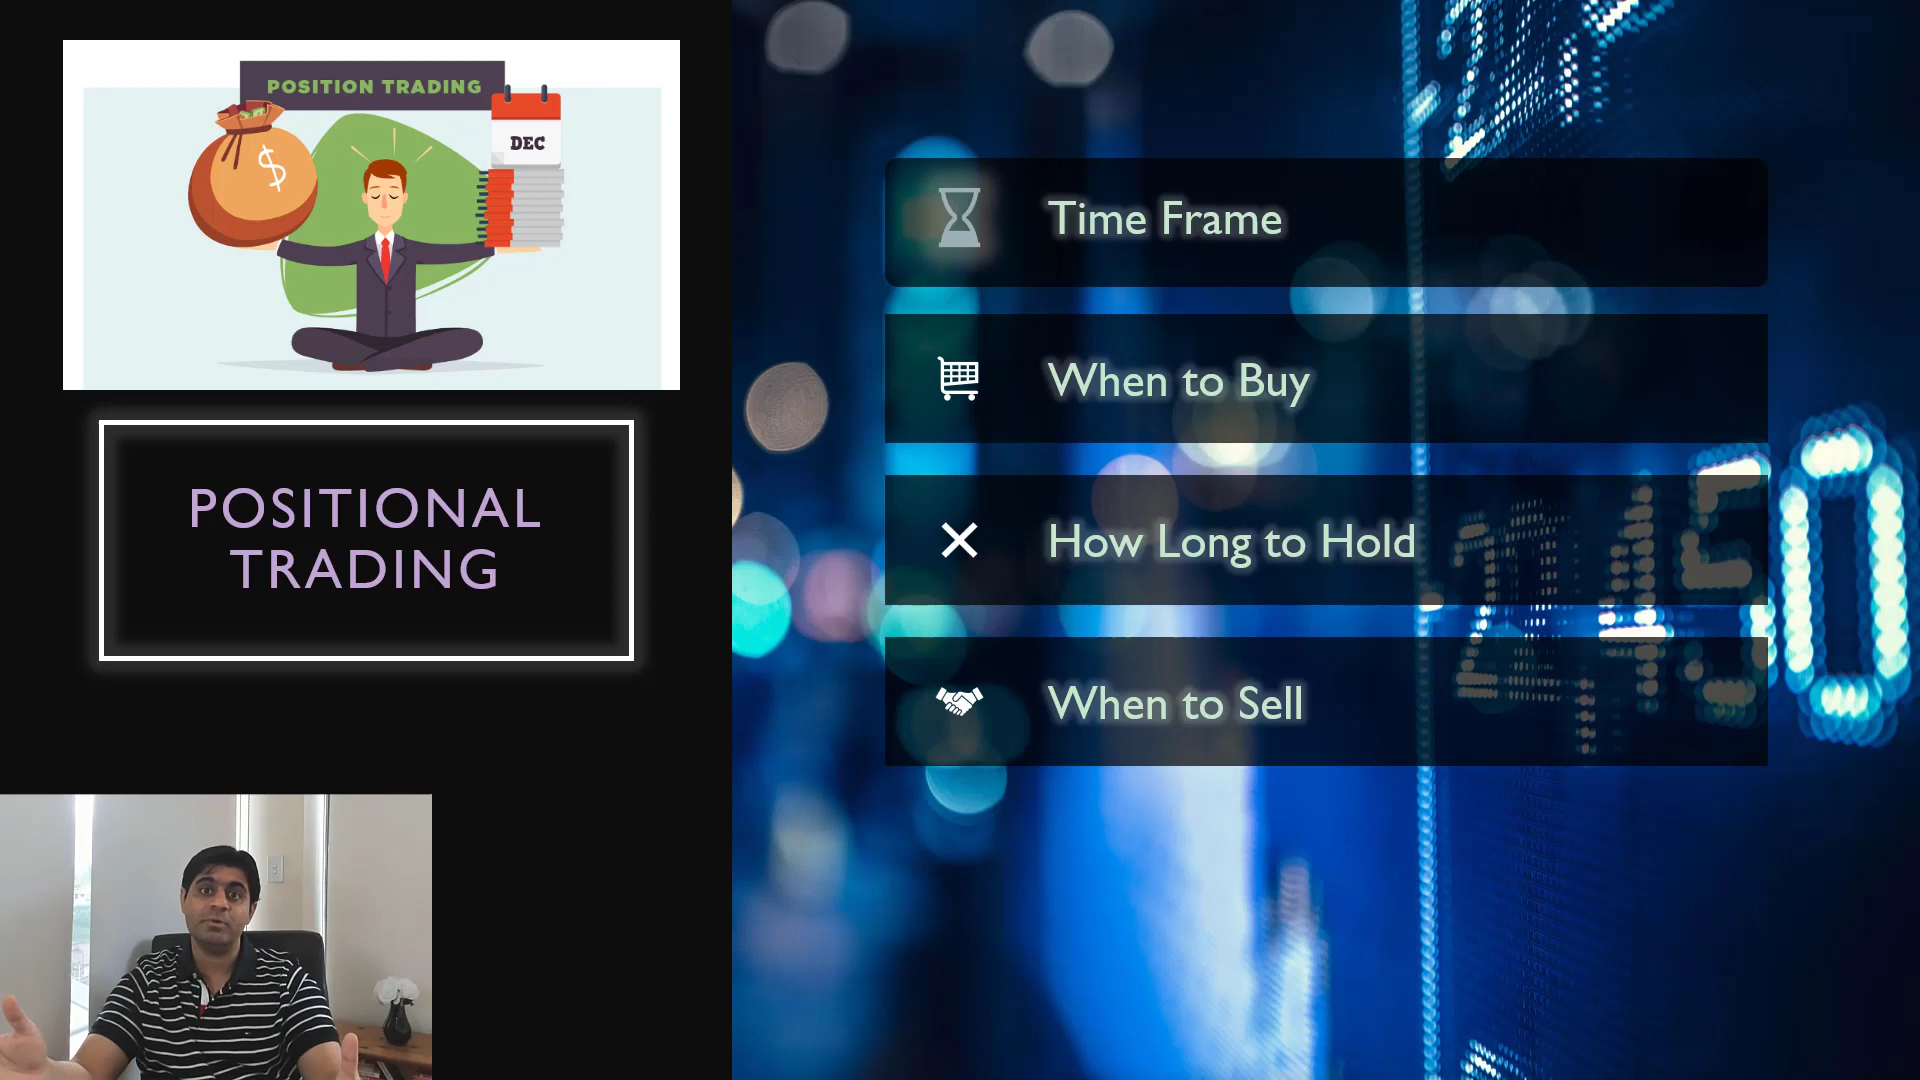 POSITION TRADING
$
DEC
POSITIONAL
TRADING
Time Frame
When to Buy
How Long to Hold
When to Sell